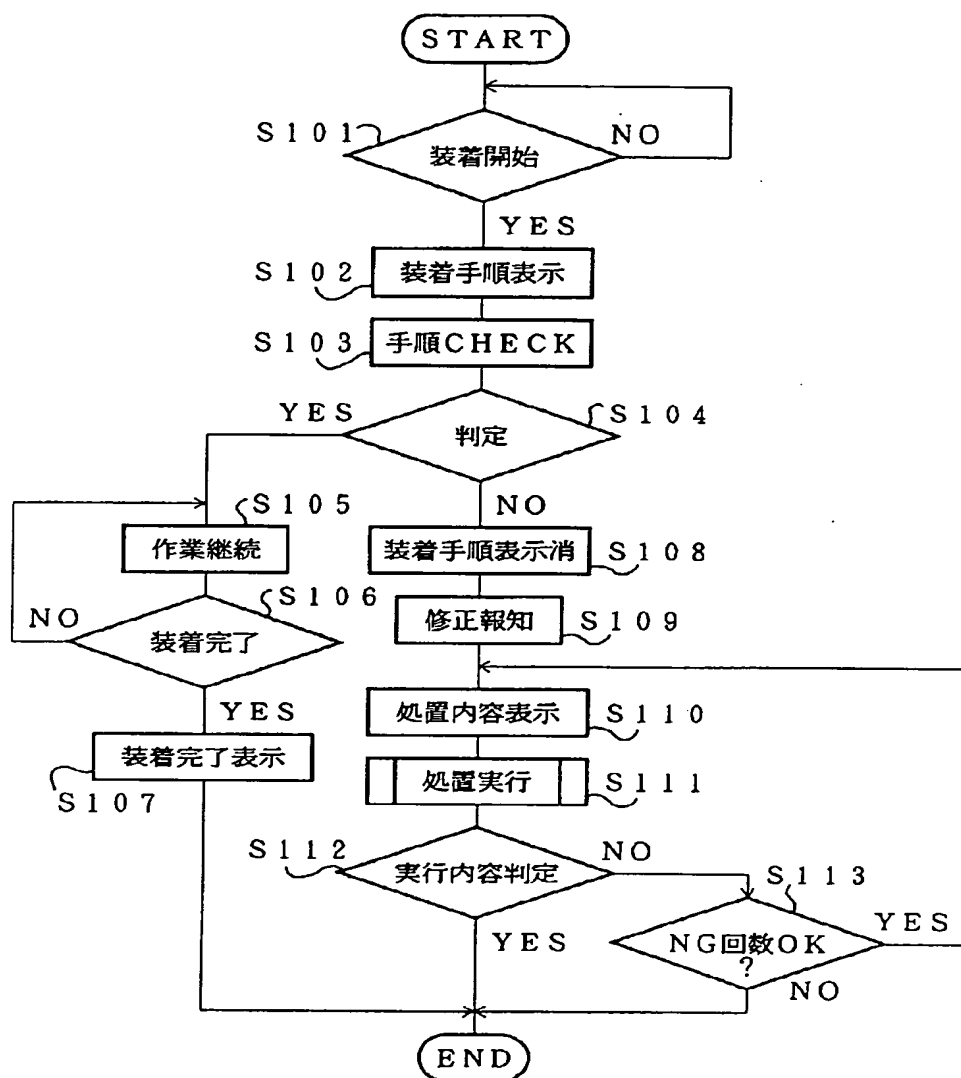 START
S101
装着開始
NO
YES
S102
装着手順表示
S103
手順CHECK
YES
判定
S104
NO
S105
作業継続
装着手順表示消
S108
S106
NO
装着完了
修正報知
S109
YES
処置内容表示
S110
装着完了表示
S107
処置実行
S111
S112
実行内容判定
NO
S113
YES
NG回数OK
?
YES
NO
END